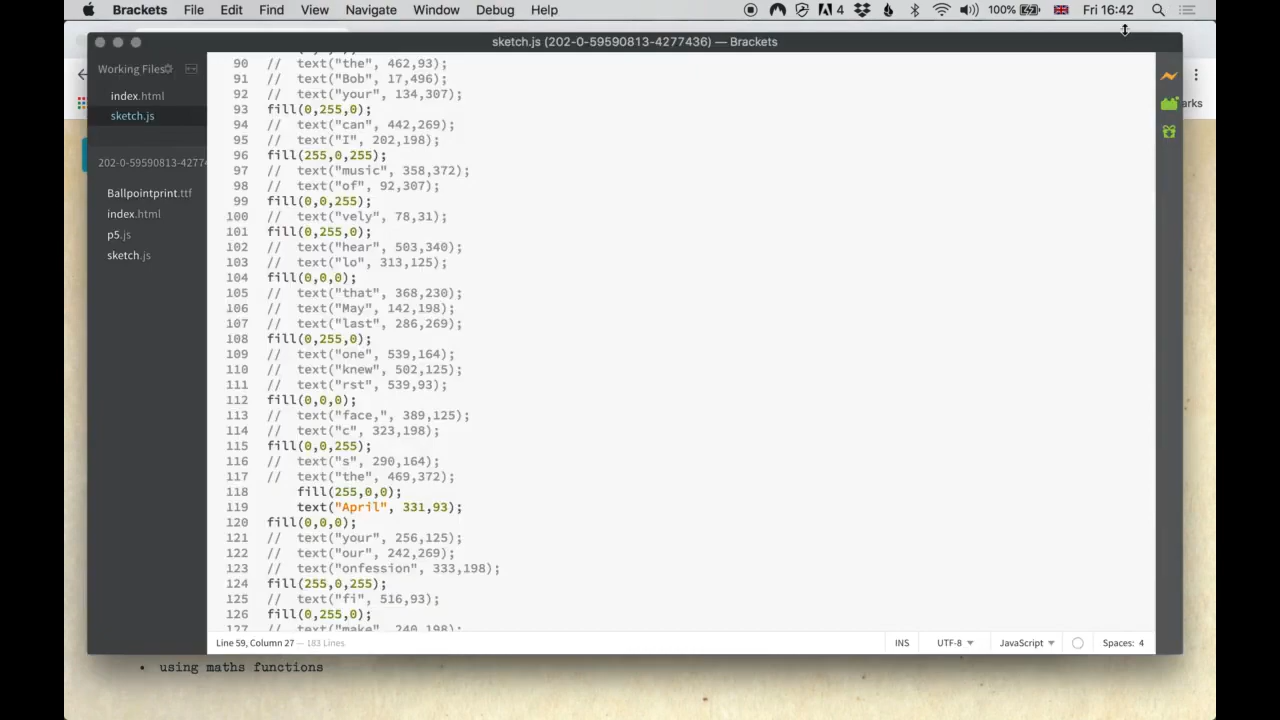 Brackets File Edit Find View Navigate Window Debug Help 4 100% Fri 16:42
sketch.js (202-0-59590813-4277436) — Brackets
Working Files
index.html
sketch.js
202-0-59590813-4277
Ballpointprint.ttf
index.html
p5.js
sketch.js
90 // text("the", 462,93);
91 // text("Bob", 17,496);
92 // text("your", 134,307);
93 fill(0,255,0);
94 // text("can", 442,269);
95 // text("I", 202,198);
96 fill(255,0,255);
97 // text("music", 358,372);
98 // text("of", 92,307);
99 fill(0,0,255);
100 // text("vely", 78,31);
101 fill(0,255,0);
102 // text("hear", 503,340);
103 // text("lo", 313,125);
104 fill(0,0,0);
105 // text("that", 368,230);
106 // text("May", 142,198);
107 // text("last", 286,269);
108 fill(0,255,0);
109 // text("one", 539,164);
110 // text("knew", 502,125);
111 // text("rst", 539,93);
112 fill(0,0,0);
113 // text("face,", 389,125);
114 // text("c", 323,198);
115 fill(0,0,255);
116 // text("s", 290,164);
117 // text("the", 469,372);
118 fill(255,0,0);
119 text("April", 331,93);
120 fill(0,0,0);
121 // text("your", 256,125);
122 // text("our", 242,269);
123 // text("onfession", 333,198);
124 fill(255,0,255);
125 // text("fi", 516,93);
126 fill(0,255,0);
127 // text("make", 240,198);
Line 59, Column 27 — 183 Lines
INS UTF-8 JavaScript Spaces: 4
arks
• using maths functions